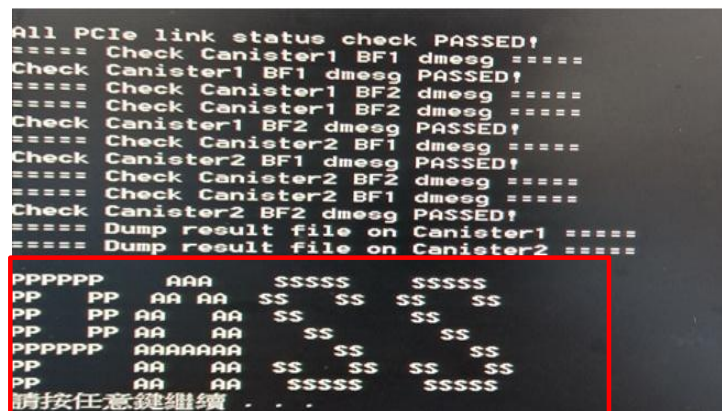 All PCIe link status check PASSED!
===== Check Canister1 BF1 dmesg =====
Check Canister1 BF1 dmesg PASSED!
===== Check Canister1 BF2 dmesg =====
===== Check Canister1 BF1 dmesg =====
Check Canister1 BF2 dmesg PASSED!
===== Check Canister2 BF1 dmesg =====
Check Canister2 BF1 dmesg PASSED!
===== Check Canister2 BF2 dmesg =====
===== Check Canister2 BF1 dmesg =====
Check Canister2 BF2 dmesg PASSED!
===== Dump result file on Canister1 =====
===== Dump result file on Canister2 =====
PPPPPP AAA SSSSS SSSSS
PP PP AA AA SS SS SS SS
PP PP AA AA SS SS
PP PP AA AA SS SS
PPPPPP AAAAAAA SS SS
PP AA AA SS SS SS SS
PP AA AA SSSSS SSSSS
請按任意鍵繼續 . . .